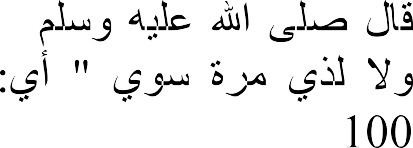 قال صلى الله عليه وسلم
ولا لذي مرة سوي " أي:
100